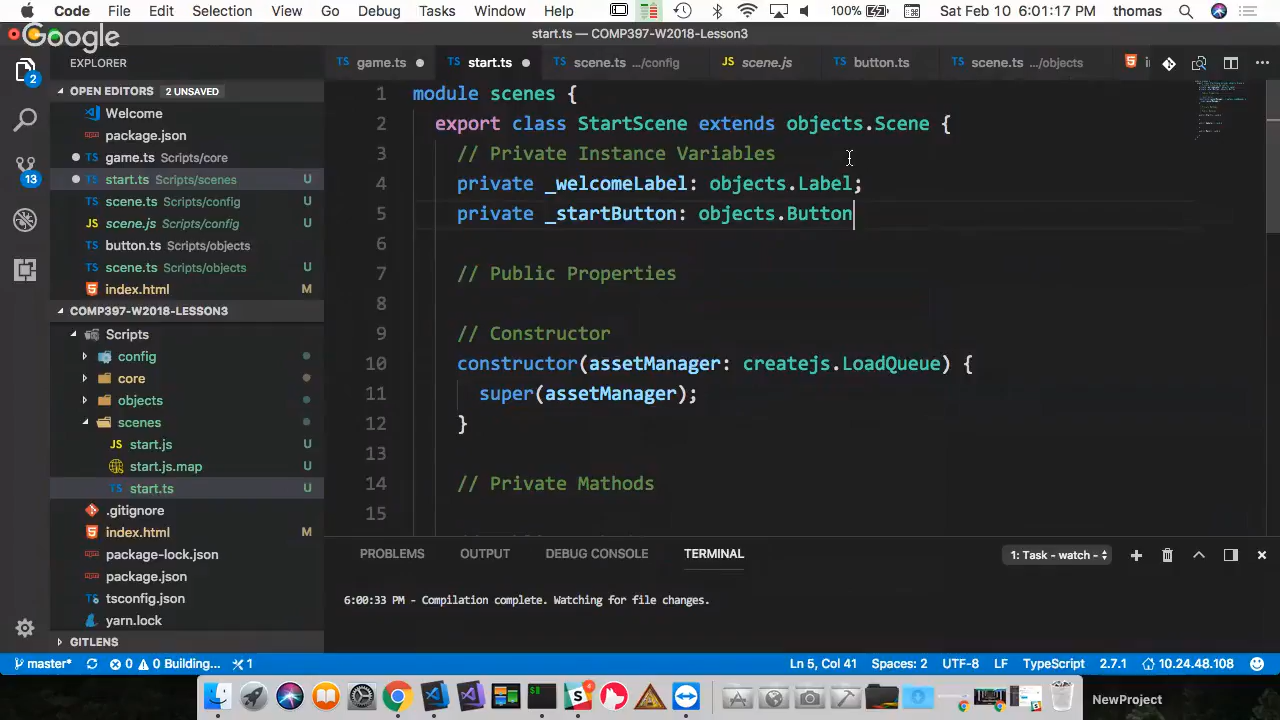 Code File Edit Selection View Go Debug Tasks Window Help 100% Sat Feb 10 6:01:17 PM thomas
Google
start.ts — COMP397-W2018-Lesson3
2
EXPLORER
game.ts
start.ts
scene.ts .../config
scene.js
button.ts
scene.ts .../objects
OPEN EDITORS 2 UNSAVED
Welcome
package.json
game.ts Scripts/core
13
start.ts Scripts/scenes U
scene.ts Scripts/config U
scene.js Scripts/config U
button.ts Scripts/objects
scene.ts Scripts/objects U
index.html M
COMP397-W2018-LESSON3
Scripts
config
core
objects
scenes
JS start.js U
start.js.map U
TS start.ts U
.gitignore
index.html M
package-lock.json
package.json
tsconfig.json
yarn.lock
GITLENS
1 module scenes {
2 export class StartScene extends objects.Scene {
3 // Private Instance Variables
4 private _welcomeLabel: objects.Label;
5 private _startButton: objects.Button
6
7 // Public Properties
8
9 // Constructor
10 constructor(assetManager: createjs.LoadQueue) {
11 super(assetManager);
12 }
13
14 // Private Mathods
15
PROBLEMS OUTPUT DEBUG CONSOLE TERMINAL 1: Task - watch -
6:00:33 PM - Compilation complete. Watching for file changes.
master* 0 0 Building... 1 Ln 5, Col 41 Spaces: 2 UTF-8 LF TypeScript 2.7.1 10.24.48.108
NewProject